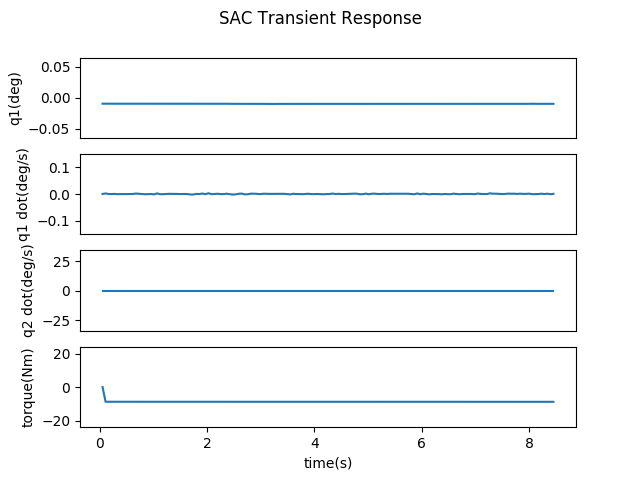 SAC Transient Response
q1(deg)
0.05
0.00
−0.05
q1 dot(deg/s)
0.1
0.0
−0.1
q2 dot(deg/s)
25
0
−25
torque(Nm)
20
0
−20
0 2 4 6 8
time(s)